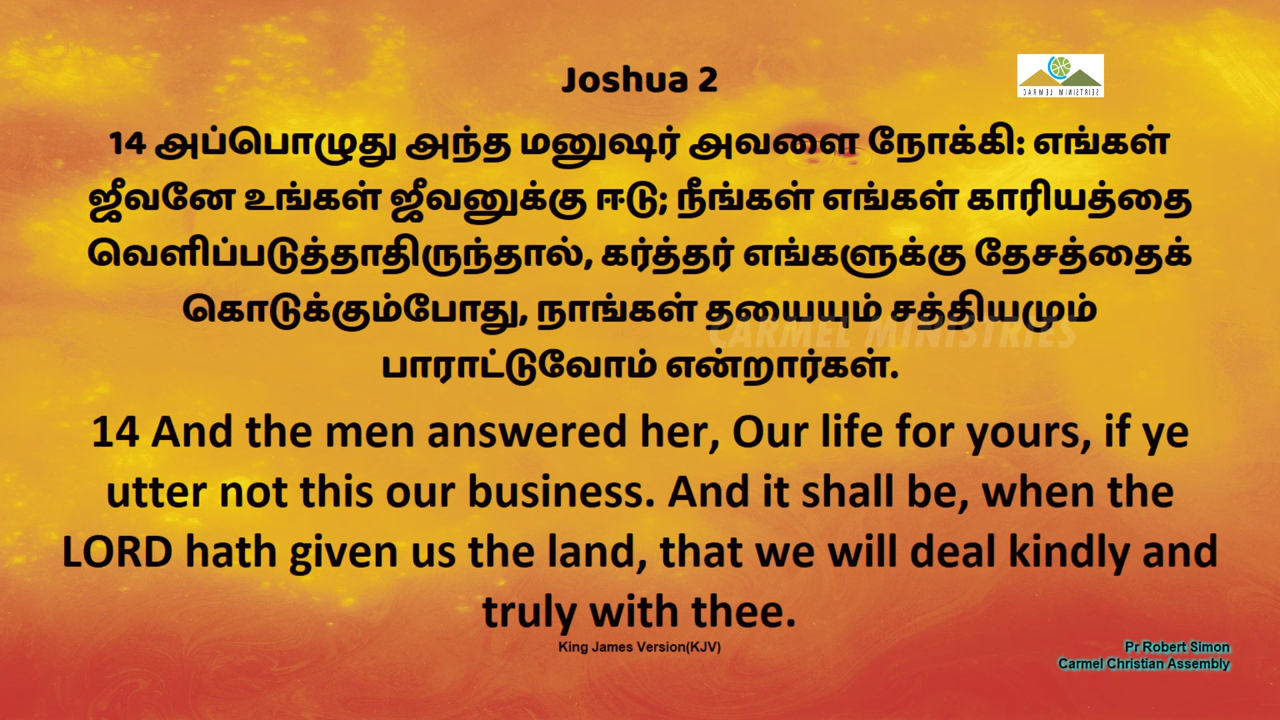 Joshua 2
CARMEL MINISTRIES
14 அப்பொழுது அந்த மனுஷர் அவளை நோக்கி: எங்கள்
ஜீவனே உங்கள் ஜீவனுக்கு ஈடு; நீங்கள் எங்கள் காரியத்தை
வெளிப்படுத்தாதிருந்தால், கர்த்தர் எங்களுக்கு தேசத்தைக்
கொடுக்கும்போது, நாங்கள் தயையும் சத்தியமும்
CARMEL MINISTRIES
பாராட்டுவோம் என்றார்கள்.
14 And the men answered her, Our life for yours, if ye
utter not this our business. And it shall be, when the
LORD hath given us the land, that we will deal kindly and
truly with thee.
King James Version(KJV)
Pr Robert Simon
Carmel Christian Assembly